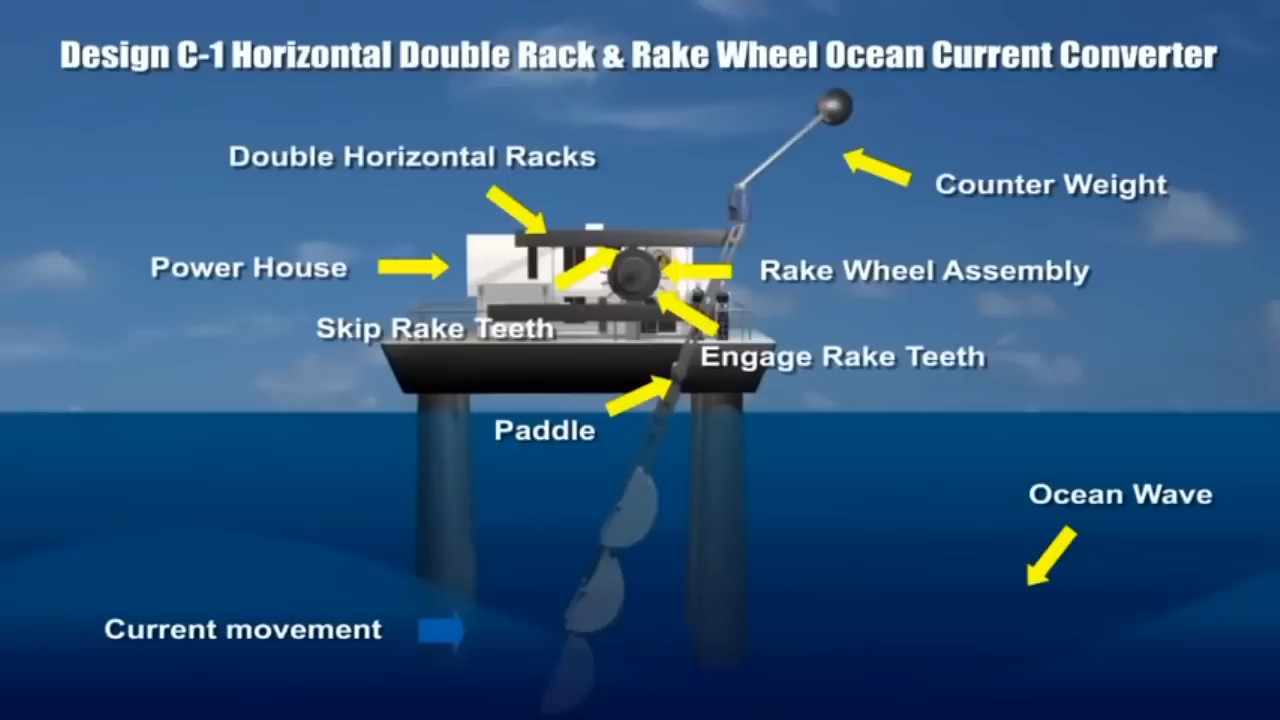 Design C-1 Horizontal Double Rack & Rake Wheel Ocean Current Converter
Double Horizontal Racks
Counter Weight
Power House
Rake Wheel Assembly
Skip Rake Teeth
Engage Rake Teeth
Paddle
Ocean Wave
Current movement